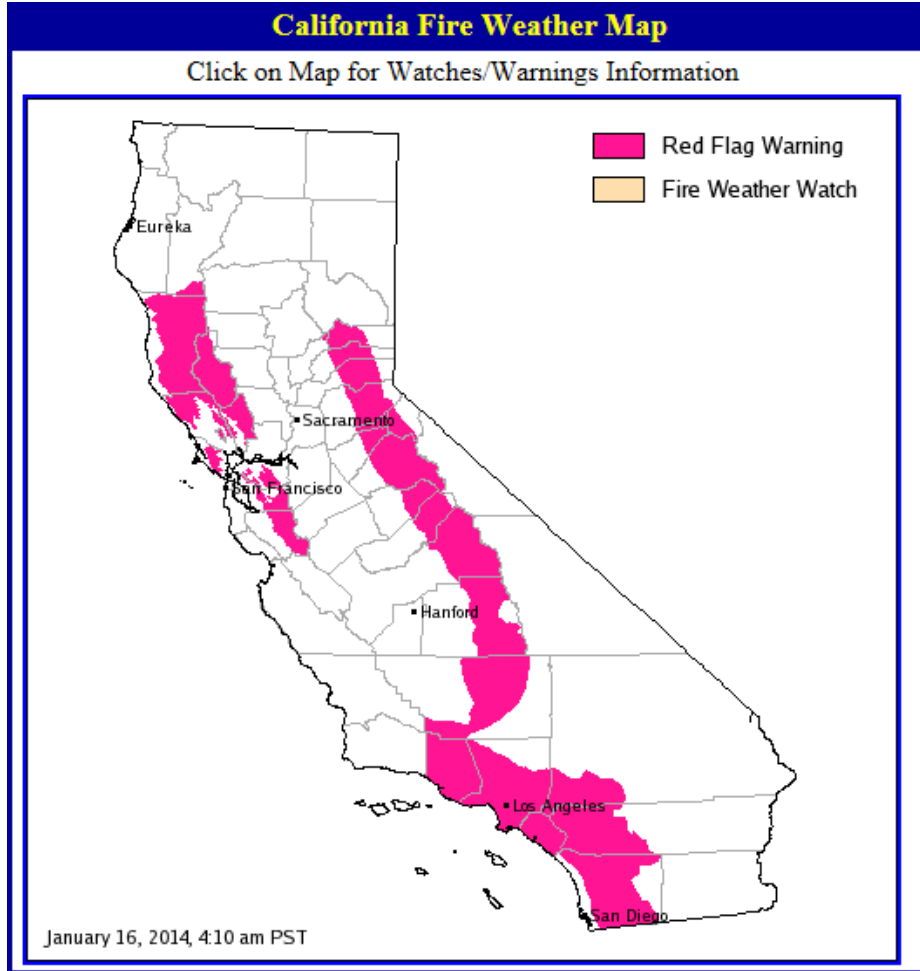 California Fire Weather Map
Click on Map for Watches/Warnings Information
Red Flag Warning
Fire Weather Watch
Eureka
Sacramento
San Francisco
Hanford
Los Angeles
San Diego
January 16, 2014, 4:10 am PST